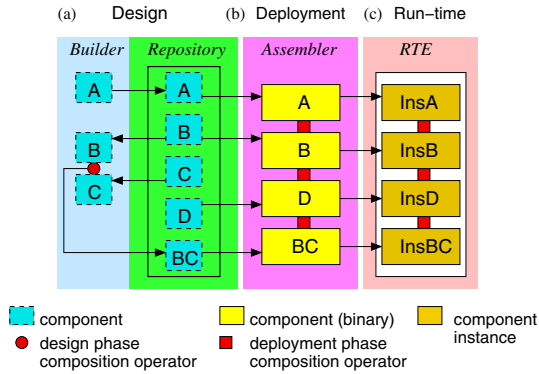 (a) Design (b) Deployment (c) Run-time
Builder Repository Assembler RTE
A A A InsA
B B B InsB
C C D InsD
D BC InsBC
BC
component component (binary) component instance
design phase composition operator
deployment phase composition operator